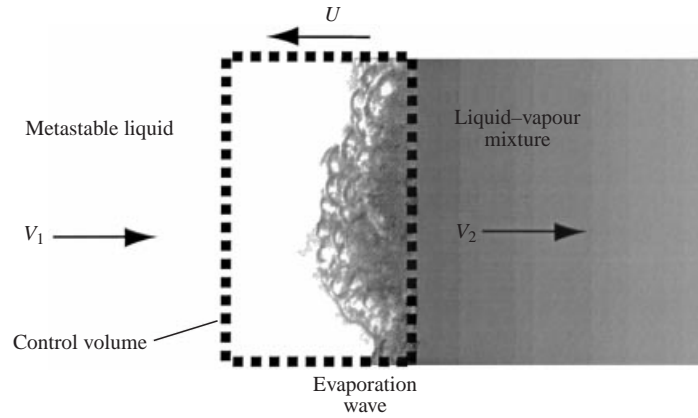 U
Metastable liquid
Liquid–vapour
mixture
V1
V2
Control volume
Evaporation
wave